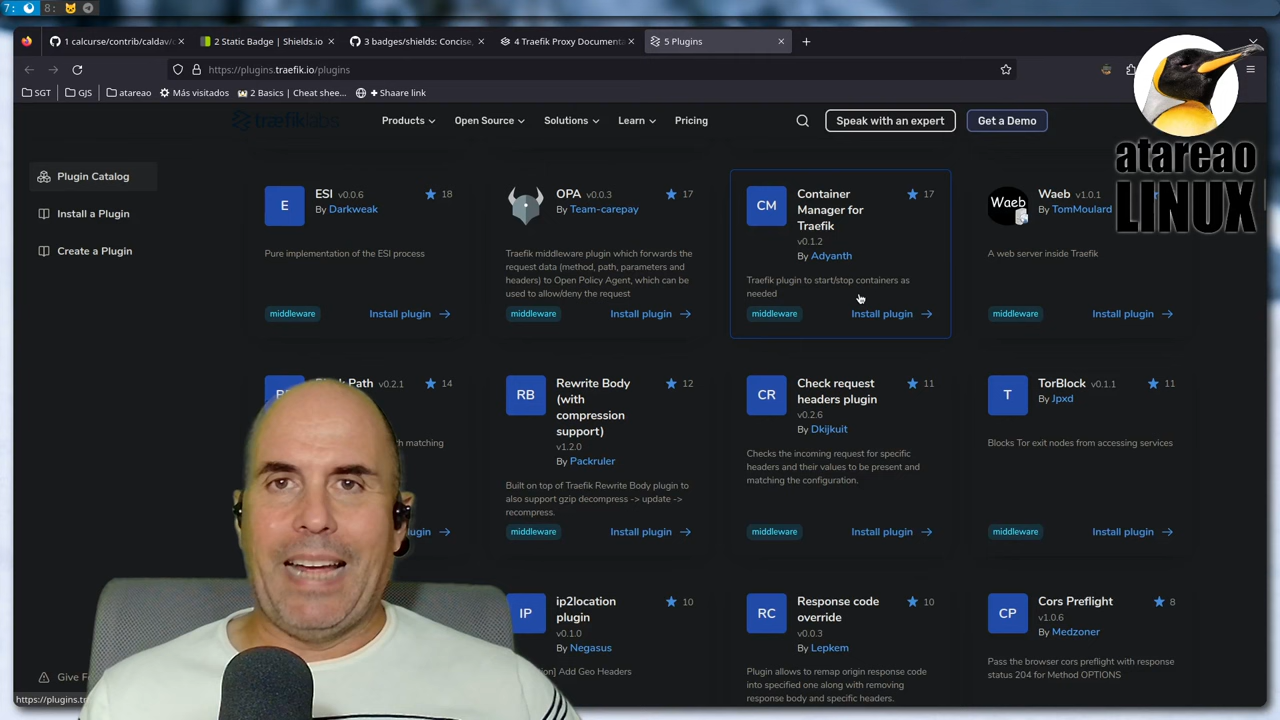 7: 8:
1 calcurse/contrib/caldav/
2 Static Badge | Shields.io
3 badges/shields: Concise,
4 Traefik Proxy Documenta
5 Plugins
https://plugins.traefik.io/plugins
SGT
GJS
atareao
Más visitados
2 Basics | Cheat shee...
+ Shaare link
træfiklabs
Products
Open Source
Solutions
Learn
Pricing
Speak with an expert
Get a Demo
atareao
LINUX
Plugin Catalog
Install a Plugin
Create a Plugin
E
ESI v0.0.6
18
By Darkweak
Pure implementation of the ESI process
middleware
Install plugin
OPA v0.0.3
17
By Team-carepay
Traefik middleware plugin which forwards the
request data (method, path, parameters and
headers) to Open Policy Agent, which can be
used to allow/deny the request
middleware
Install plugin
CM
Container
Manager for
Traefik
17
v0.1.2
By Adyanth
Traefik plugin to start/stop containers as
needed
middleware
Install plugin
Waeb
Waeb v1.0.1
By TomMoulard
A web server inside Traefik
middleware
Install plugin
Path v0.2.1
14
matching
plugin
RB
Rewrite Body
(with
compression
support)
12
v1.2.0
By Packruler
Built on top of Traefik Rewrite Body plugin
to also support gzip decompress -> update ->
recompress.
middleware
Install plugin
CR
Check request
headers plugin
11
v0.2.6
By Dkijkuit
Checks the incoming request for specific
headers and their values to be present and
matching the configuration.
middleware
Install plugin
T
TorBlock v0.1.1
11
By Jpxd
Blocks Tor exit nodes from accessing services
middleware
Install plugin
IP
ip2location
plugin
10
v0.1.0
By Negasus
Add Geo Headers
RC
Response code
override
10
v0.0.3
By Lepkem
Plugin allows to remap origin response code
into specified one along with removing
response body and specific headers.
CP
Cors Preflight
8
v1.0.6
By Medzoner
Pass the browser cors preflight with response
status 204 for Method OPTIONS
Give
https://plugins.tr